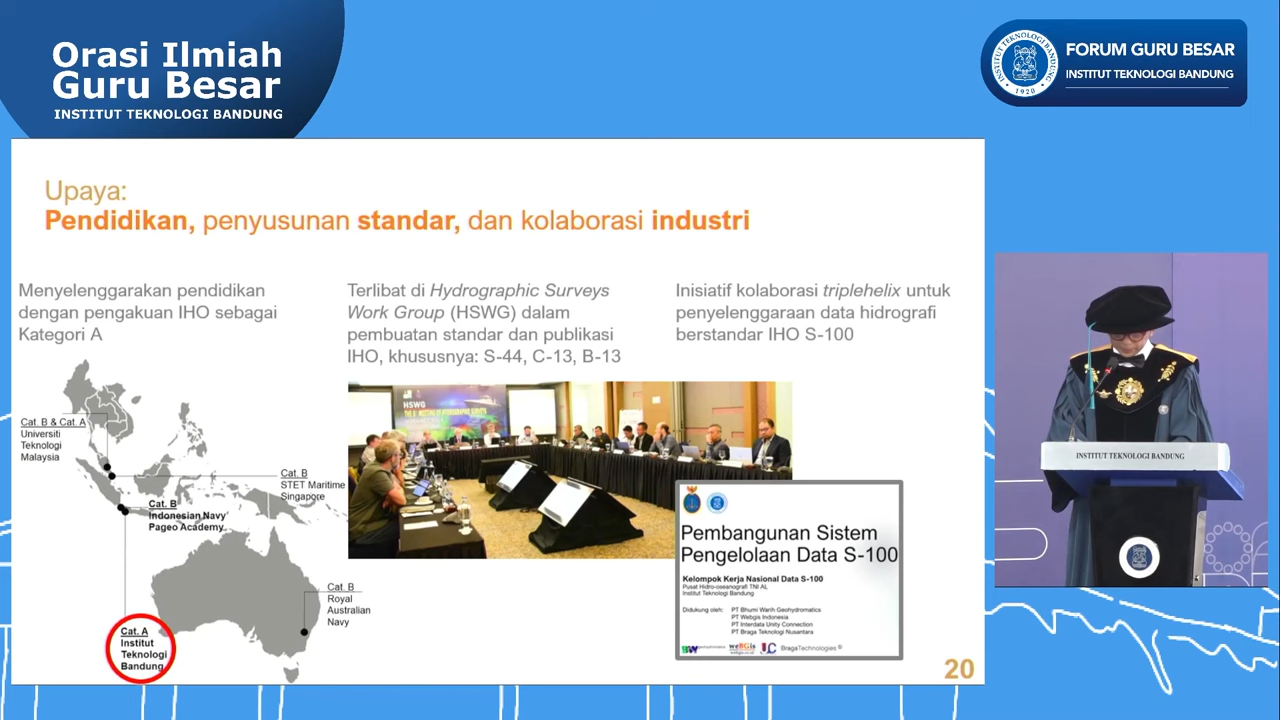 Orasi Ilmiah
Guru Besar
INSTITUT TEKNOLOGI BANDUNG
INSTITUT TEKNOLOGI BANDUNG
1920
FORUM GURU BESAR
INSTITUT TEKNOLOGI BANDUNG
Upaya:
Pendidikan, penyusunan standar, dan kolaborasi industri
Menyelenggarakan pendidikan
dengan pengakuan IHO sebagai
Kategori A
Cat. B & Cat. A
Universiti
Teknologi
Malaysia
Cat. B
STET Maritime
Singapore
Cat. B
Indonesian Navy
Pageo Academy
Cat. B
Royal
Australian
Navy
Cat. A
Institut
Teknologi
Bandung
Terlibat di Hydrographic Surveys
Work Group (HSWG) dalam
pembuatan standar dan publikasi
IHO, khususnya: S-44, C-13, B-13
HSWG
Inisiatif kolaborasi triplehelix untuk
penyelenggaraan data hidrografi
berstandar IHO S-100
Pembangunan Sistem
Pengelolaan Data S-100
Kelompok Kerja Nasional Data S-100
Pusat Hidro-oseanografi TNI AL
Institut Teknologi Bandung
Didukung oleh:
PT Bhumi Warih Geohydromatics
PT Webgis Indonesia
PT Interdata Unity Connection
PT Braga Teknologi Nusantara
BragaTechnologies
20
INSTITUT TEKNOLOGI BANDUNG